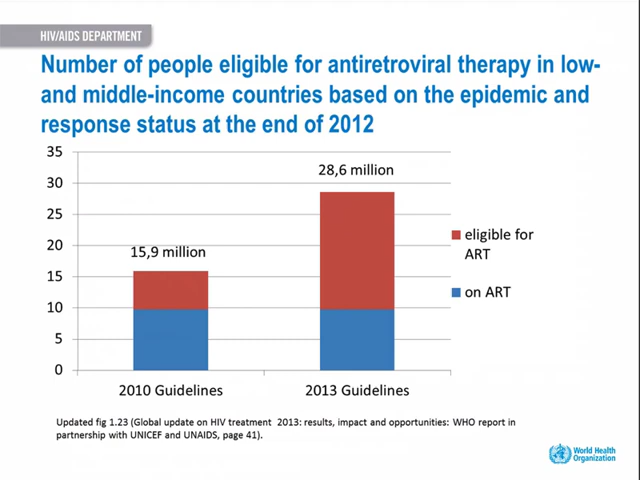 HIV/AIDS DEPARTMENT
Number of people eligible for antiretroviral therapy in low-
and middle-income countries based on the epidemic and
response status at the end of 2012
35
30
25
20
15
10
5
0
15,9 million
28,6 million
2010 Guidelines
2013 Guidelines
eligible for
ART
on ART
Updated fig 1.23 (Global update on HIV treatment 2013: results, impact and opportunities: WHO report in
partnership with UNICEF and UNAIDS, page 41).
World Health
Organization